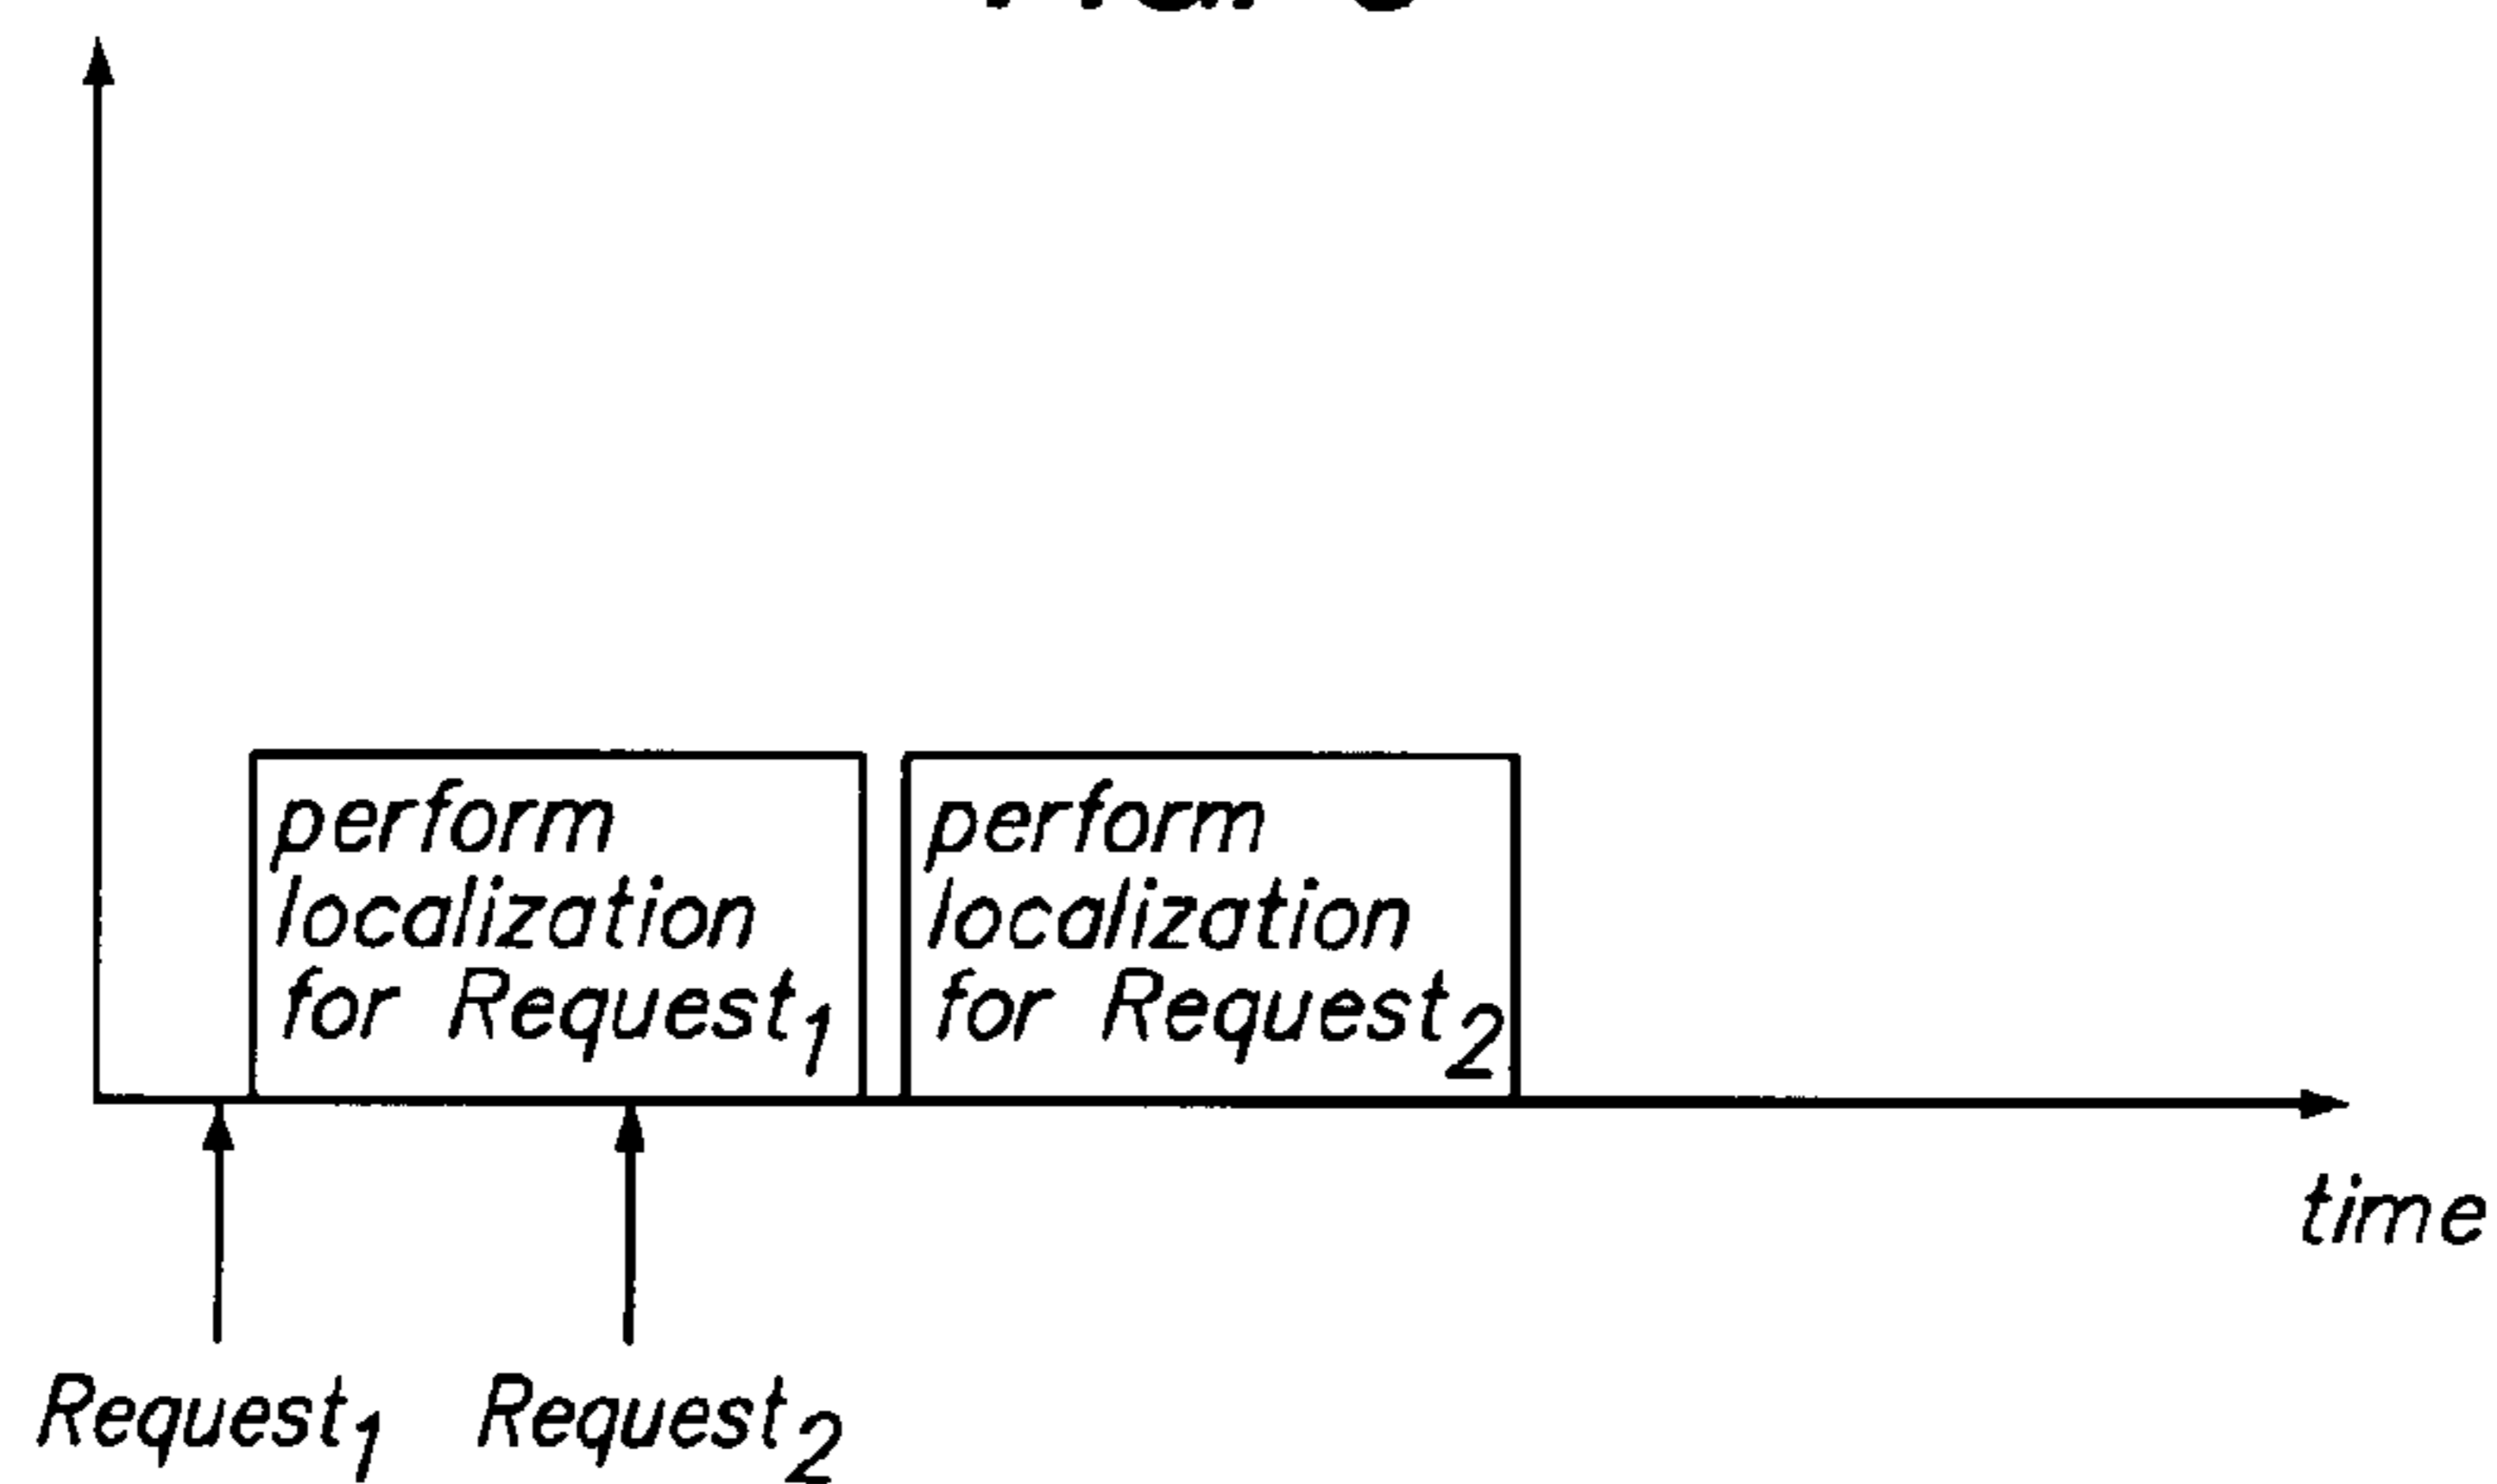 perform
localization
for Request₁
perform
localization
for Request₂
time
Request₁
Request₂